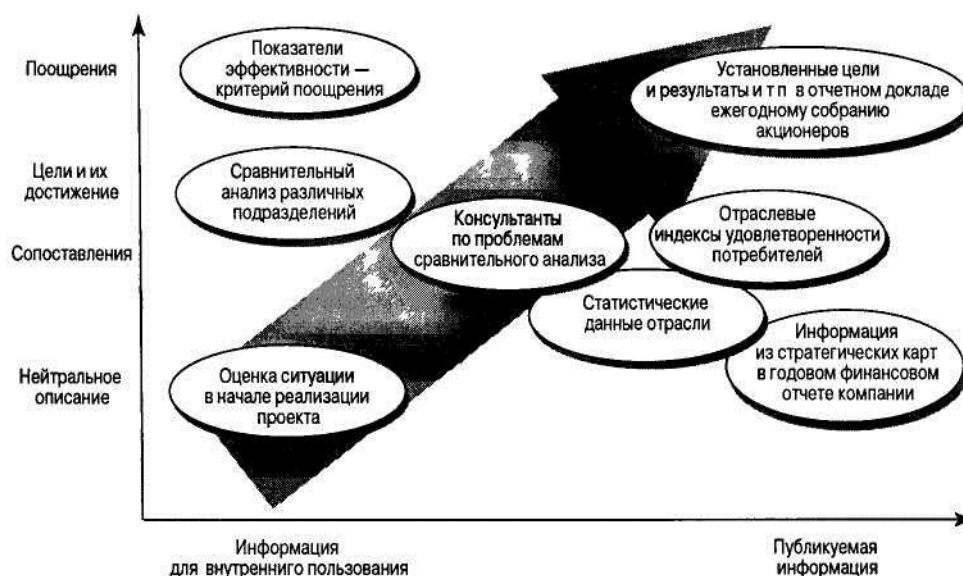 Поощрения
Показатели
эффективности —
критерий поощрения
Установленные цели
и результаты и т п в отчетном докладе
ежегодному собранию
акционеров
Цели и их
достижение
Сравнительный
анализ различных
подразделений
Сопоставления
Консультанты
по проблемам
сравнительного анализа
Отраслевые
индексы удовлетворенности
потребителей
Статистические
данные отрасли
Нейтральное
описание
Оценка ситуации
в начале реализации
проекта
Информация
из стратегических карт
в годовом финансовом
отчете компании
Информация
для внутреннего пользования
Публикуемая
информация